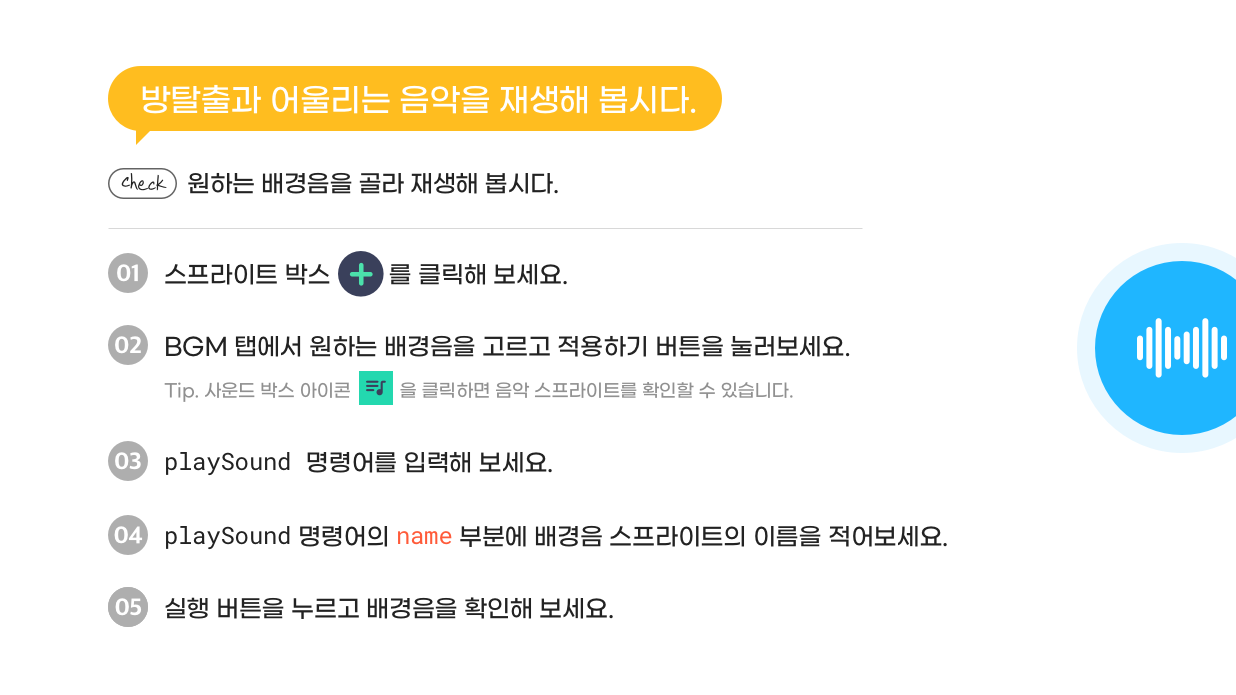 방탈출과 어울리는 음악을 재생해 봅시다.
Check 원하는 배경음을 골라 재생해 봅시다.
01 스프라이트 박스 를 클릭해 보세요.
02 BGM 탭에서 원하는 배경음을 고르고 적용하기 버튼을 눌러보세요.
Tip. 사운드 박스 아이콘 을 클릭하면 음악 스프라이트를 확인할 수 있습니다.
03 playSound 명령어를 입력해 보세요.
04 playSound 명령어의 name 부분에 배경음 스프라이트의 이름을 적어보세요.
05 실행 버튼을 누르고 배경음을 확인해 보세요.